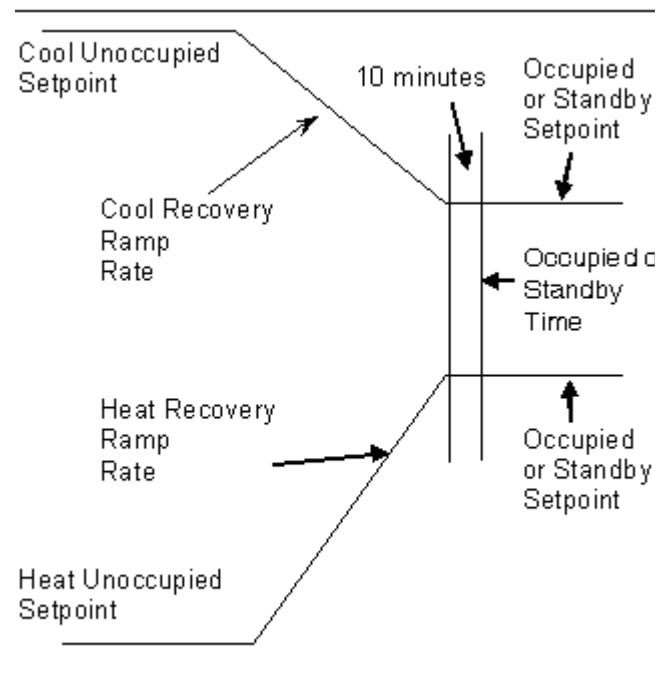 Cool Unoccupied
Setpoint
10 minutes
Occupied
or Standby
Setpoint
Cool Recovery
Ramp
Rate
Occupied
Standby
Time
Heat Recovery
Ramp
Rate
Occupied
or Standby
Setpoint
Heat Unoccupied
Setpoint